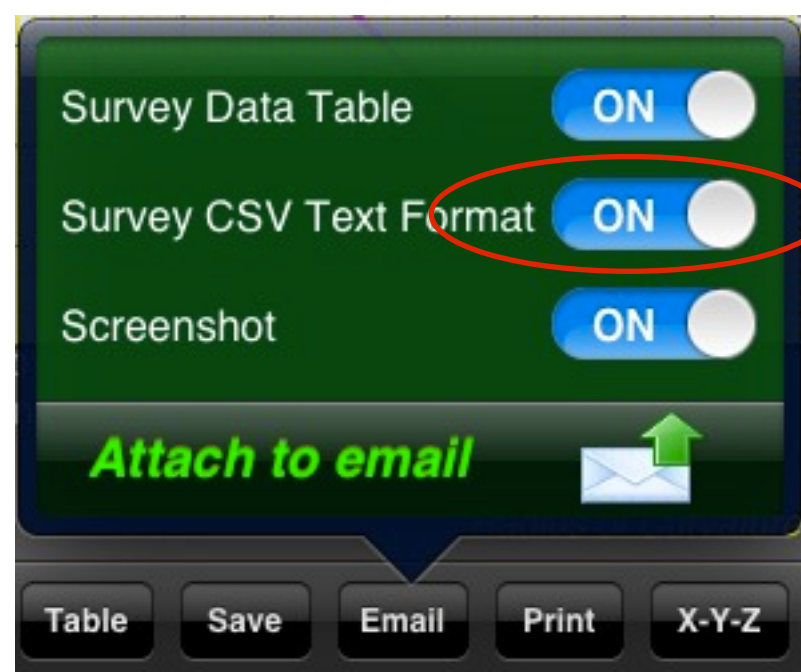 Survey Data Table ON
Survey CSV Text Format ON
Screenshot ON
Attach to email
Table Save Email Print X-Y-Z